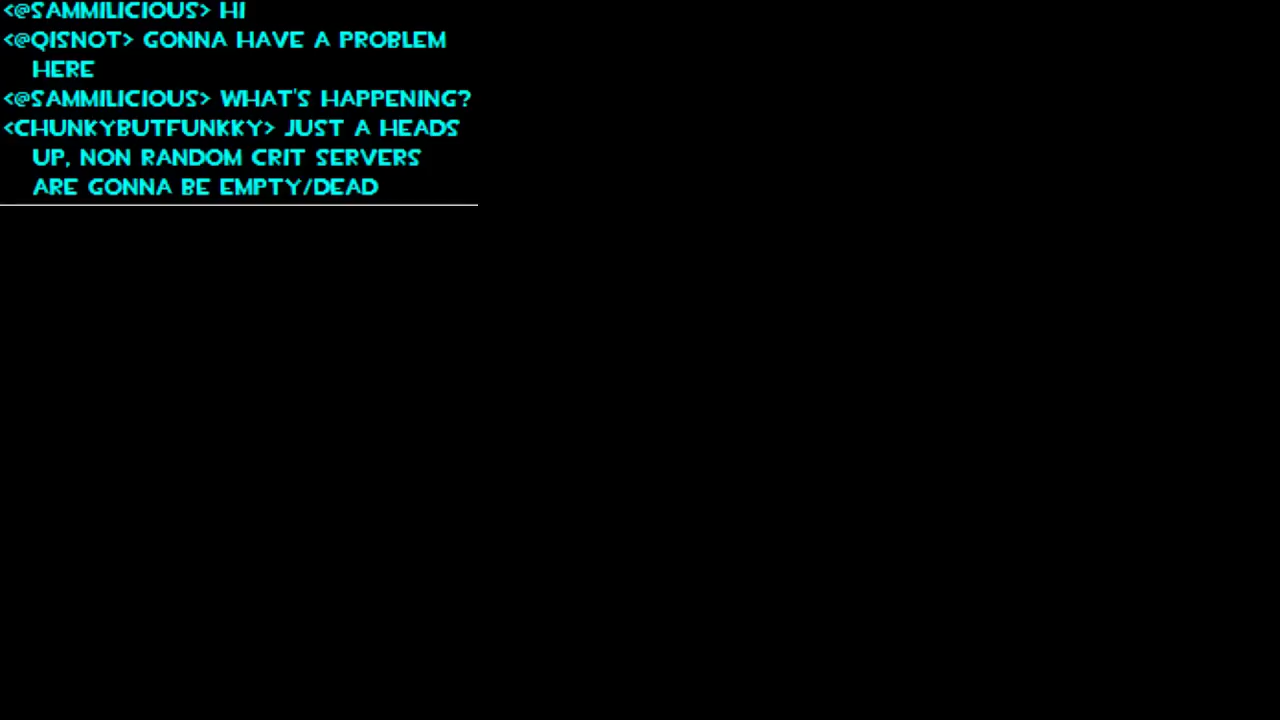 <@SAMMILICIOUS> HI
<@QISNOT> GONNA HAVE A PROBLEM
HERE
<@SAMMILICIOUS> WHAT'S HAPPENING?
<CHUNKYBUTFUNKKY> JUST A HEADS
UP, NON RANDOM CRIT SERVERS
ARE GONNA BE EMPTY/DEAD